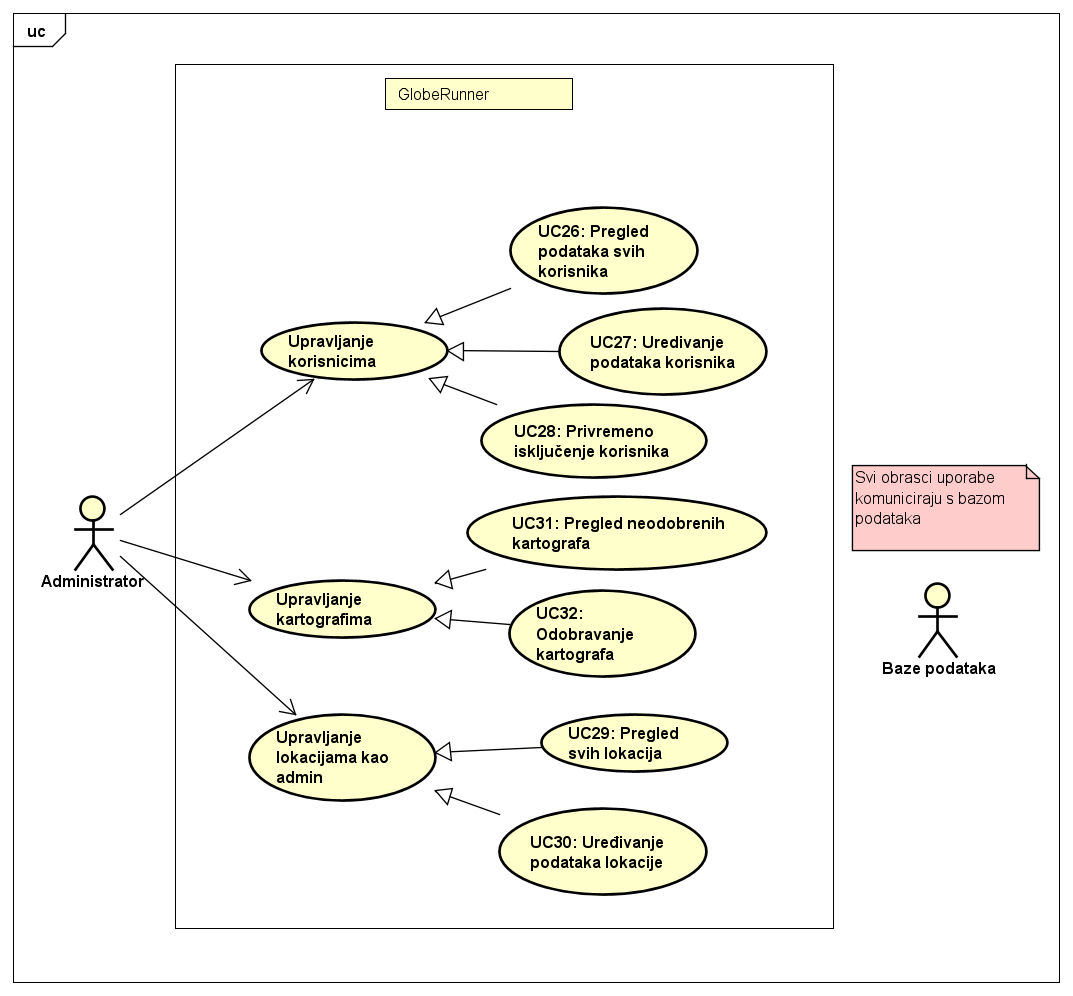 uc
GlobeRunner
UC26: Pregled
podataka svih
korisnika
Upravljanje
korisnicima
UC27: Uređivanje
podataka korisnika
UC28: Privremeno
isključenje korisnika
Svi obrasci uporabe
komuniciraju s bazom
podataka
UC31: Pregled neodobrenih
kartografa
Administrator
Upravljanje
kartografima
UC32:
Odobravanje
kartografa
Baze podataka
Upravljanje
lokacijama kao
admin
UC29: Pregled
svih lokacija
UC30: Uređivanje
podataka lokacije